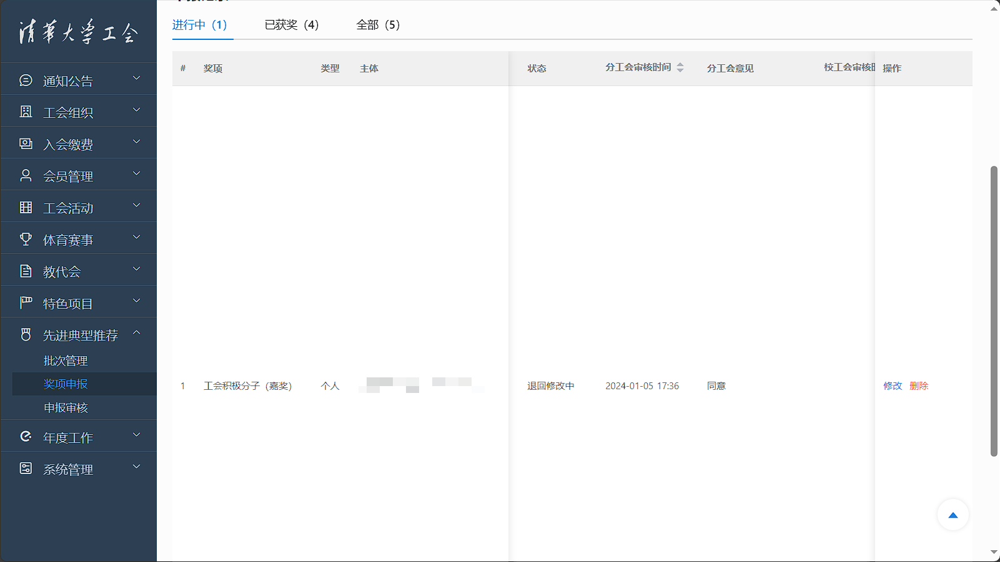 清華大学工会
通知公告
工会组织
入会缴费
会员管理
工会活动
体育赛事
教代会
特色项目
先进典型推荐
批次管理
奖项申报
申报审核
年度工作
系统管理
进行中（1） 已获奖（4） 全部（5）
# 奖项 类型 主体 状态 分工会审核时间 分工会意见 校工会审核 操作
1 工会积极分子（嘉奖） 个人 退回修改中 2024-01-05 17:36 同意 修改 删除